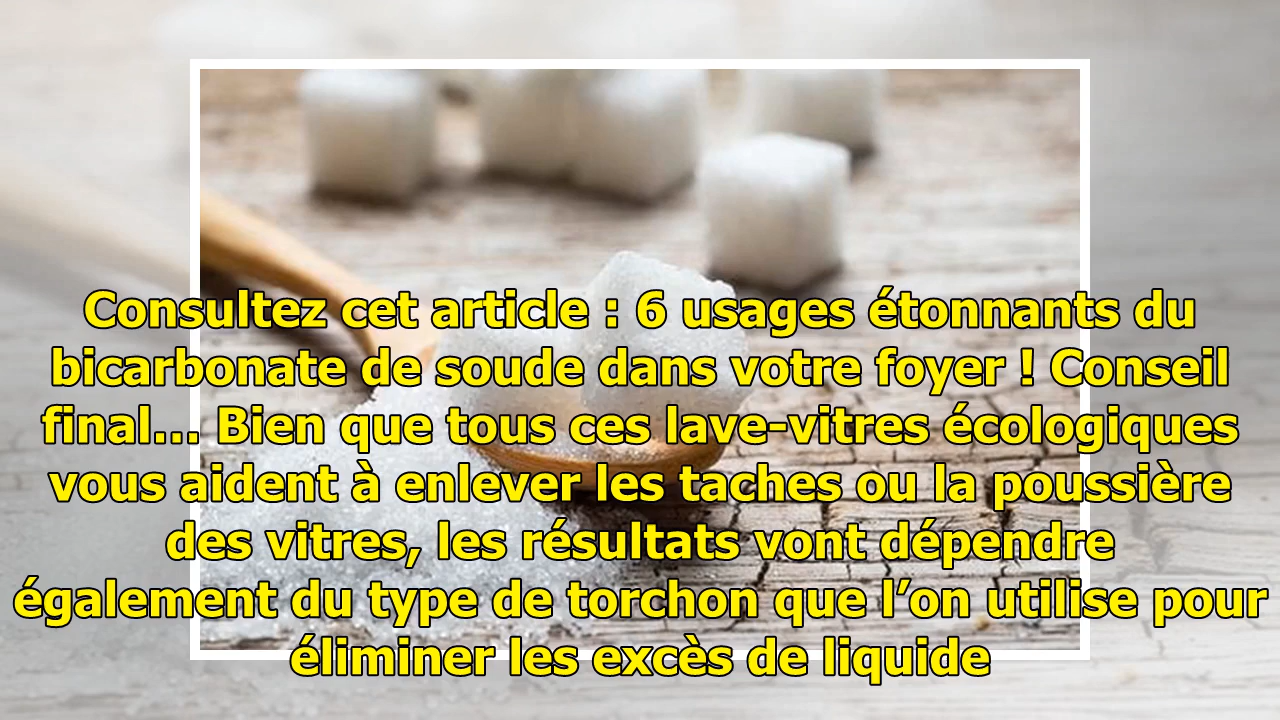 Consultez cet article : 6 usages étonnants du
bicarbonate de soude dans votre foyer ! Conseil
final... Bien que tous ces lave-vitres écologiques
vous aident à enlever les taches ou la poussière
des vitres, les résultats vont dépendre
également du type de torchon que l’on utilise pour
éliminer les excès de liquide